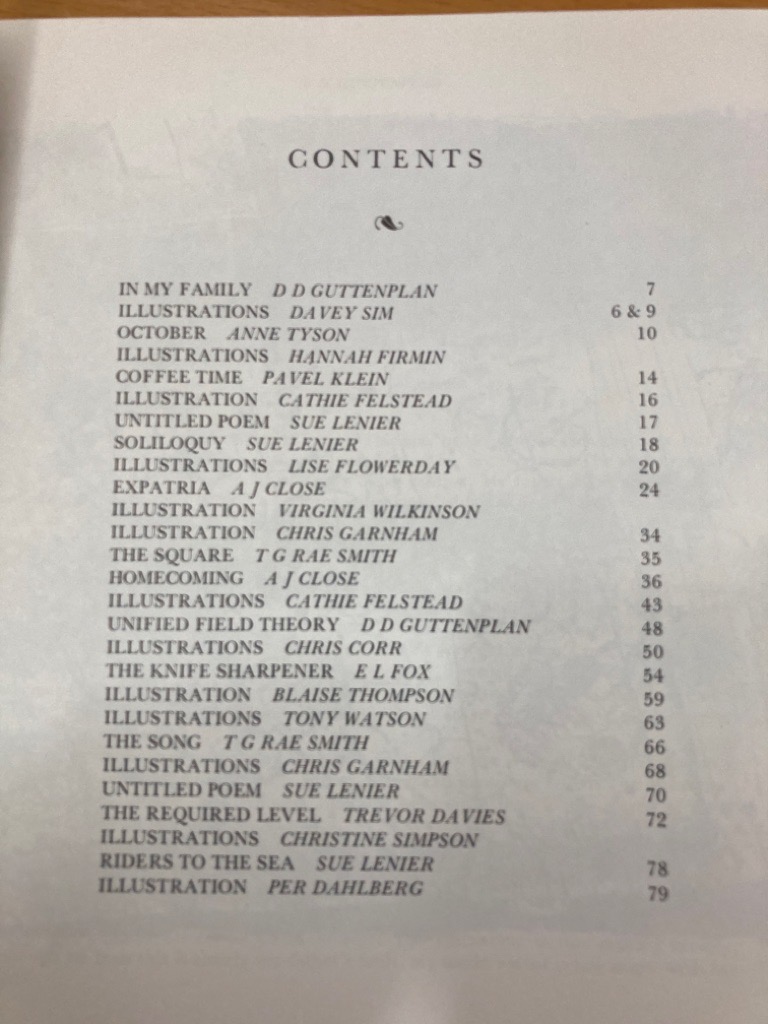 CONTENTS
IN MY FAMILY D D GUTTENPLAN 7
ILLUSTRATIONS DAVEY SIM 6 & 9
OCTOBER ANNE TYSON 10
ILLUSTRATIONS HANNAH FIRMIN
COFFEE TIME PAVEL KLEIN 14
ILLUSTRATION CATHIE FELSTEAD 16
UNTITLED POEM SUE LENIER 17
SOLILOQUY SUE LENIER 18
ILLUSTRATIONS LISE FLOWERDAY 20
EXPATRIA A J CLOSE 24
ILLUSTRATION VIRGINIA WILKINSON
ILLUSTRATION CHRIS GARNHAM 34
THE SQUARE T G RAE SMITH 35
HOMECOMING A J CLOSE 36
ILLUSTRATIONS CATHIE FELSTEAD 43
UNIFIED FIELD THEORY D D GUTTENPLAN 48
ILLUSTRATIONS CHRIS CORR 50
THE KNIFE SHARPENER E L FOX 54
ILLUSTRATION BLAISE THOMPSON 59
ILLUSTRATIONS TONY WATSON 63
THE SONG T G RAE SMITH 66
ILLUSTRATIONS CHRIS GARNHAM 68
UNTITLED POEM SUE LENIER 70
THE REQUIRED LEVEL TREVOR DAVIES 72
ILLUSTRATIONS CHRISTINE SIMPSON
RIDERS TO THE SEA SUE LENIER 78
ILLUSTRATION PER DAHLBERG 79